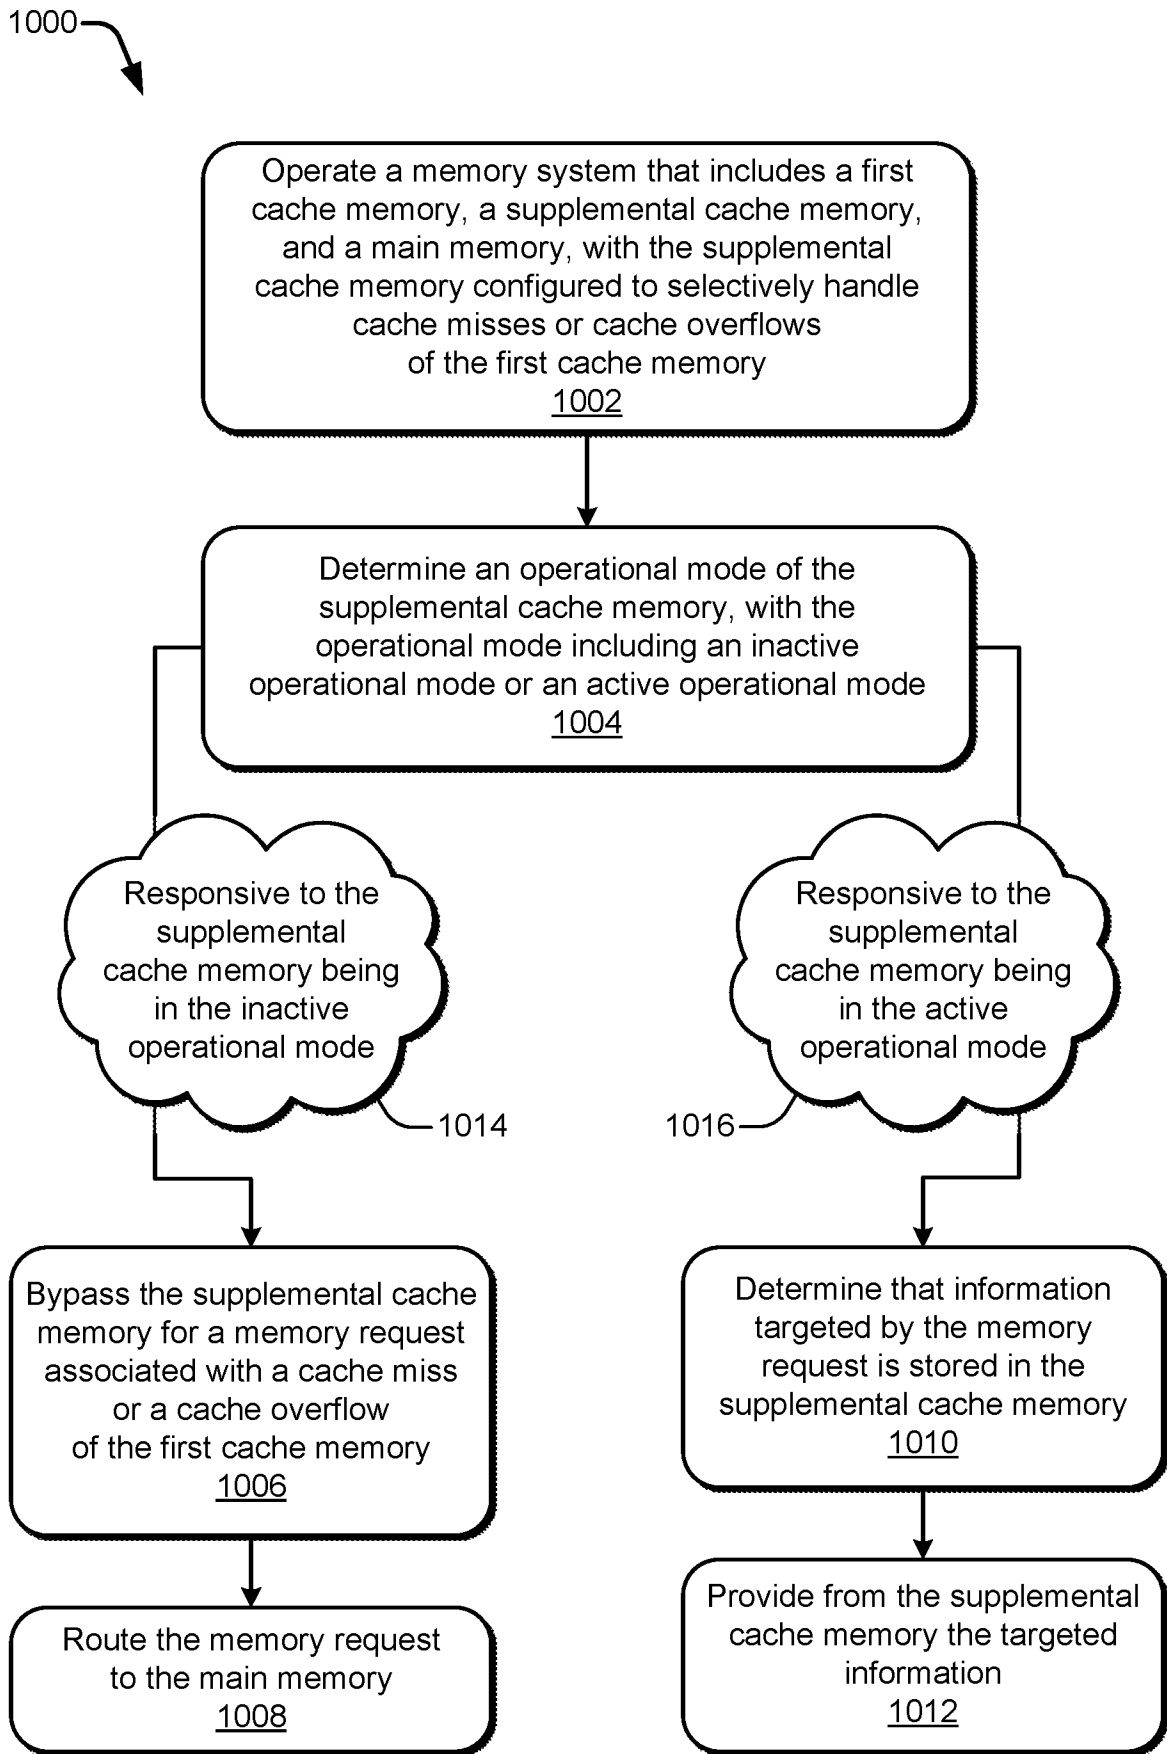 1000
Operate a memory system that includes a first
cache memory, a supplemental cache memory,
and a main memory, with the supplemental
cache memory configured to selectively handle
cache misses or cache overflows
of the first cache memory
1002
Determine an operational mode of the
supplemental cache memory, with the
operational mode including an inactive
operational mode or an active operational mode
1004
Responsive to the
supplemental
cache memory being
in the inactive
operational mode
1014
Responsive to the
supplemental
cache memory being
in the active
operational mode
1016
Bypass the supplemental cache
memory for a memory request
associated with a cache miss
or a cache overflow
of the first cache memory
1006
Route the memory request
to the main memory
1008
Determine that information
targeted by the memory
request is stored in the
supplemental cache memory
1010
Provide from the supplemental
cache memory the targeted
information
1012